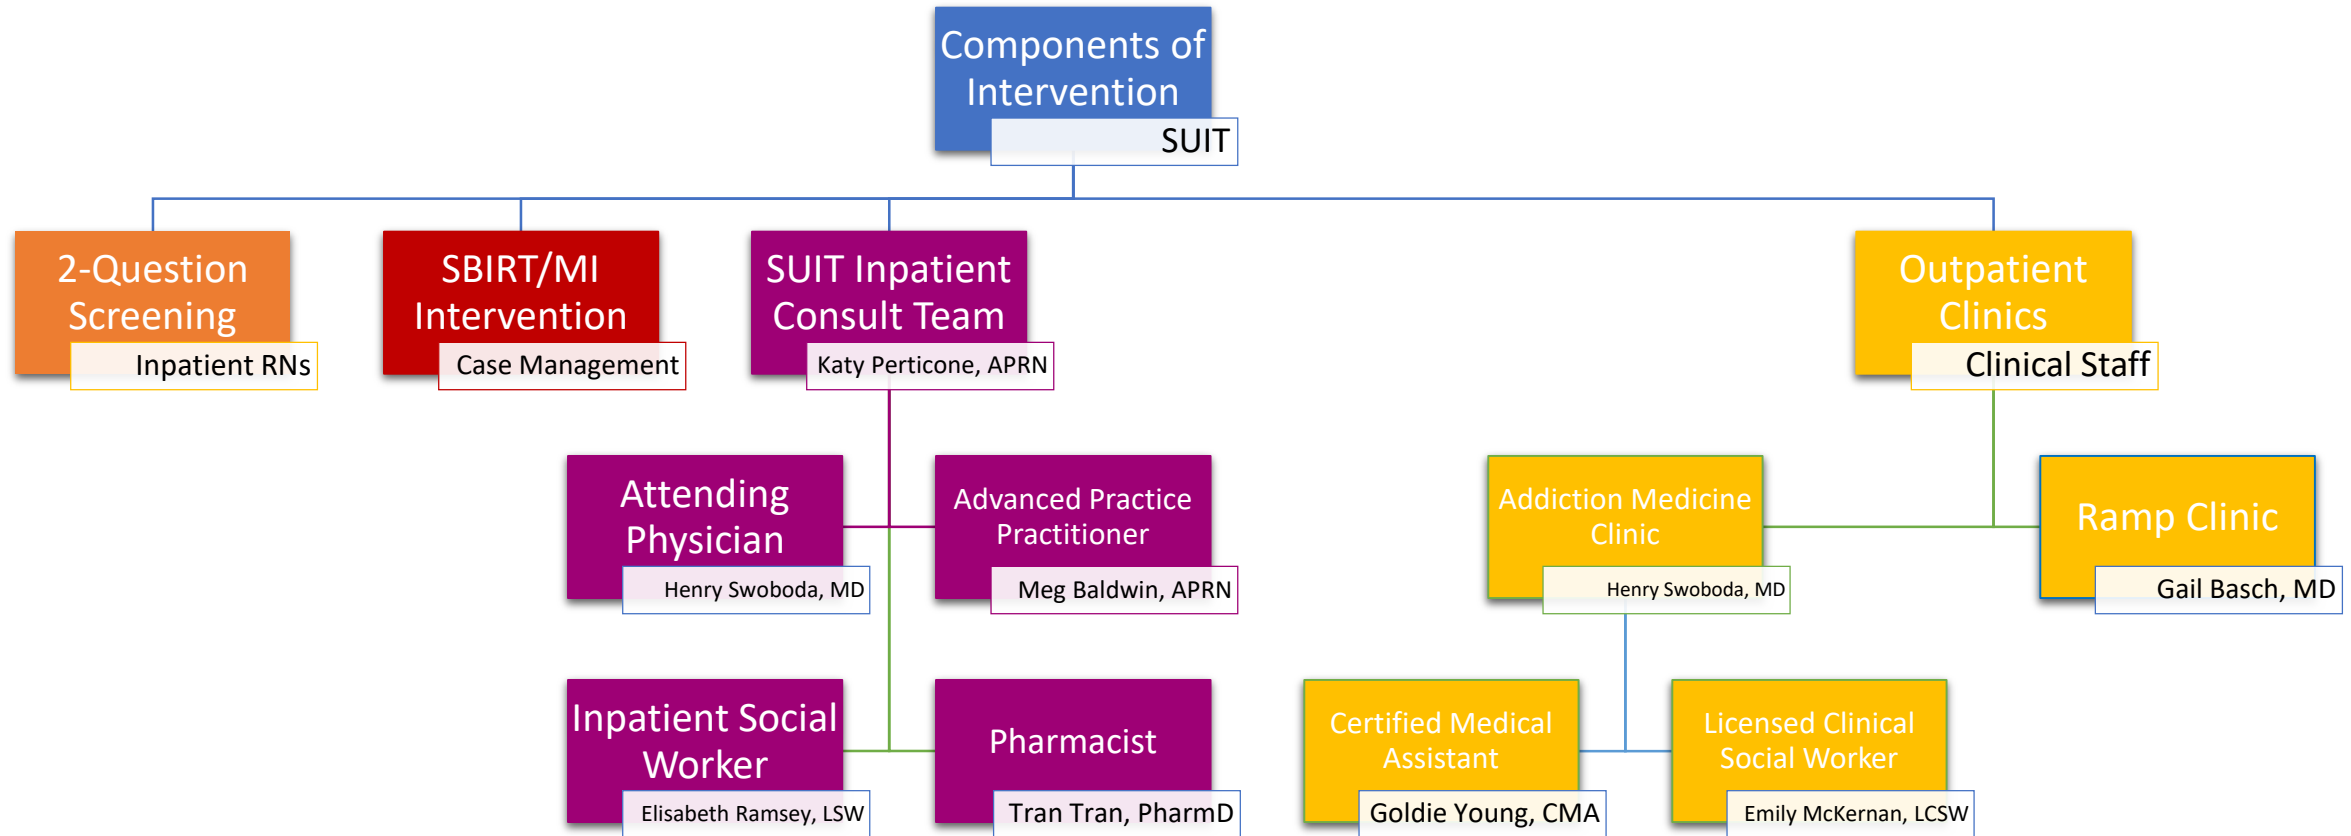 Components of
Intervention
SUIT
2-Question
Screening
Inpatient RNs
SBIRT/MI
Intervention
Case Management
SUIT Inpatient
Consult Team
Katy Perticone, APRN
Outpatient
Clinics
Clinical Staff
Attending
Physician
Henry Swoboda, MD
Advanced Practice
Practitioner
Meg Baldwin, APRN
Addiction Medicine
Clinic
Henry Swoboda, MD
Ramp Clinic
Gail Basch, MD
Inpatient Social
Worker
Elisabeth Ramsey, LSW
Pharmacist
Tran Tran, PharmD
Certified Medical
Assistant
Goldie Young, CMA
Licensed Clinical
Social Worker
Emily McKernan, LCSW